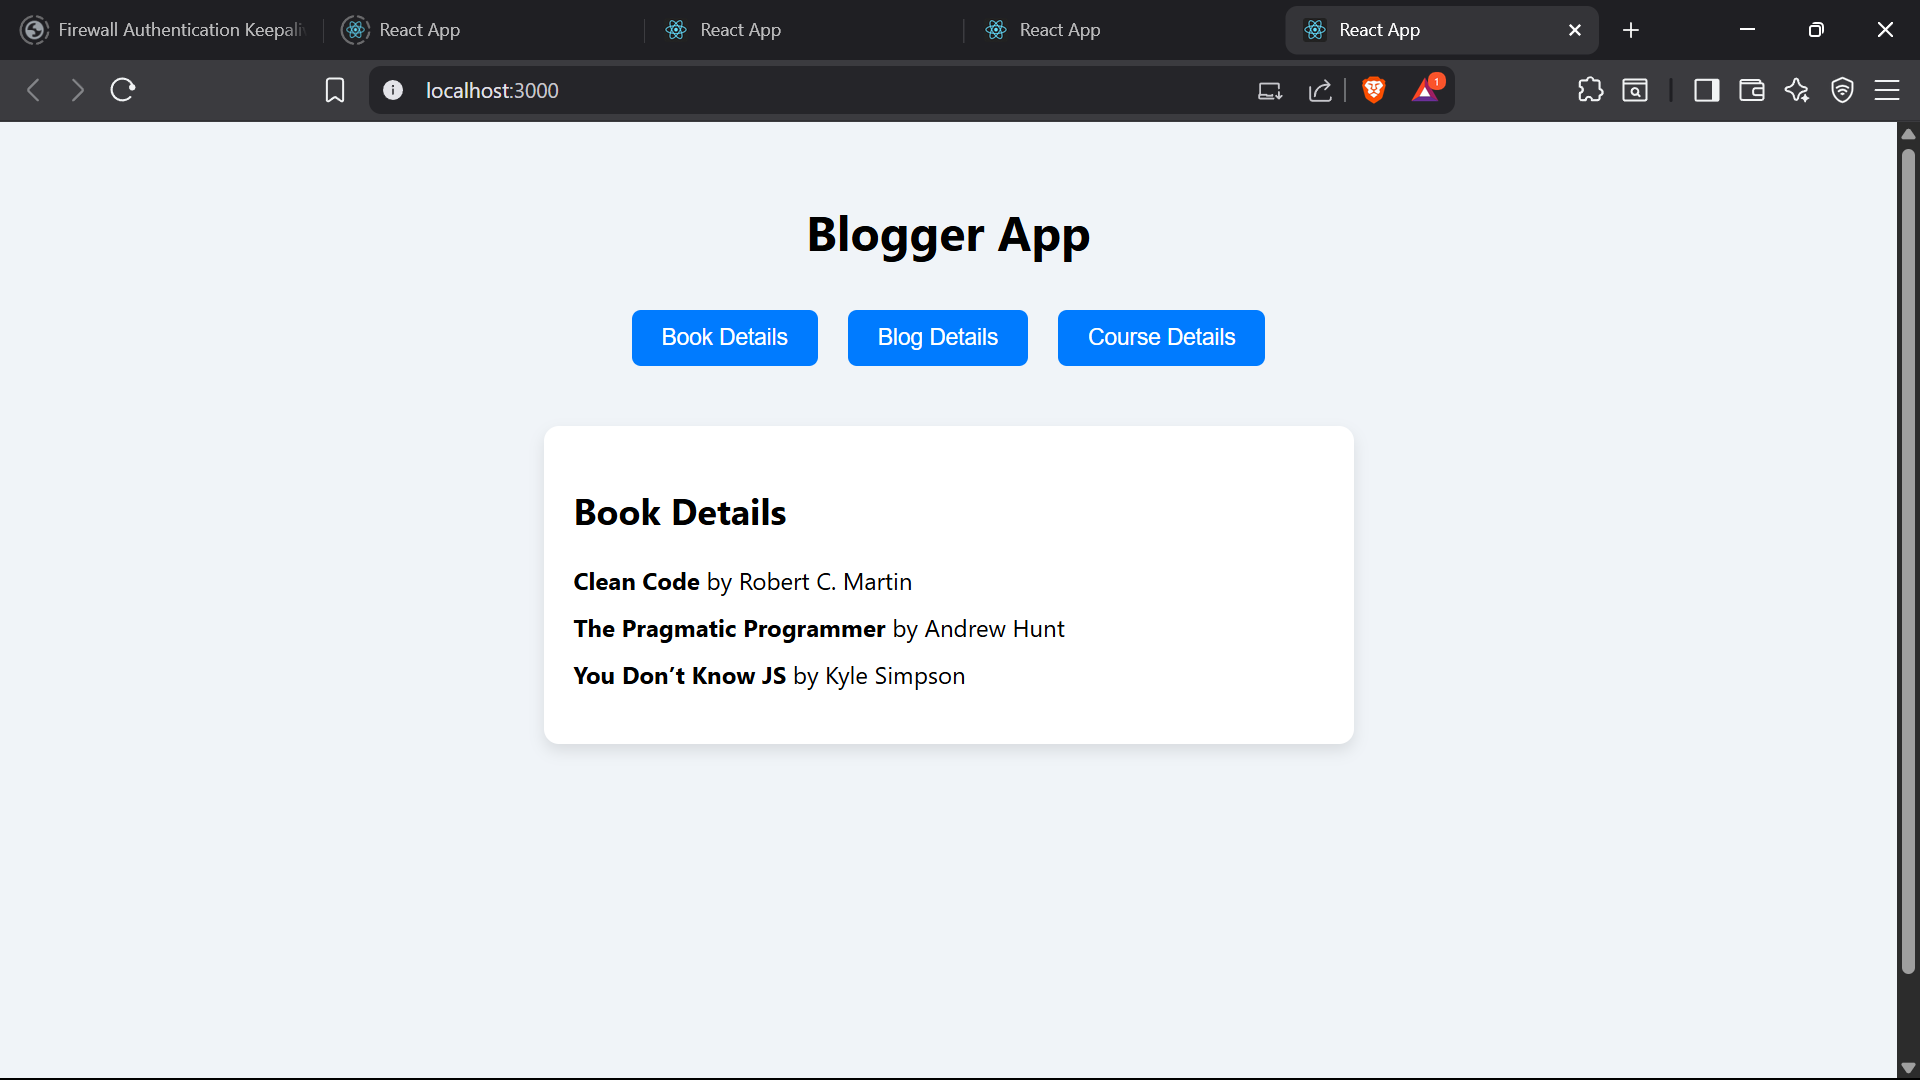 Firewall Authentication Keepali
React App
React App
React App
React App
localhost:3000
1
Blogger App
Book Details
Blog Details
Course Details
Book Details
Clean Code by Robert C. Martin
The Pragmatic Programmer by Andrew Hunt
You Don’t Know JS by Kyle Simpson